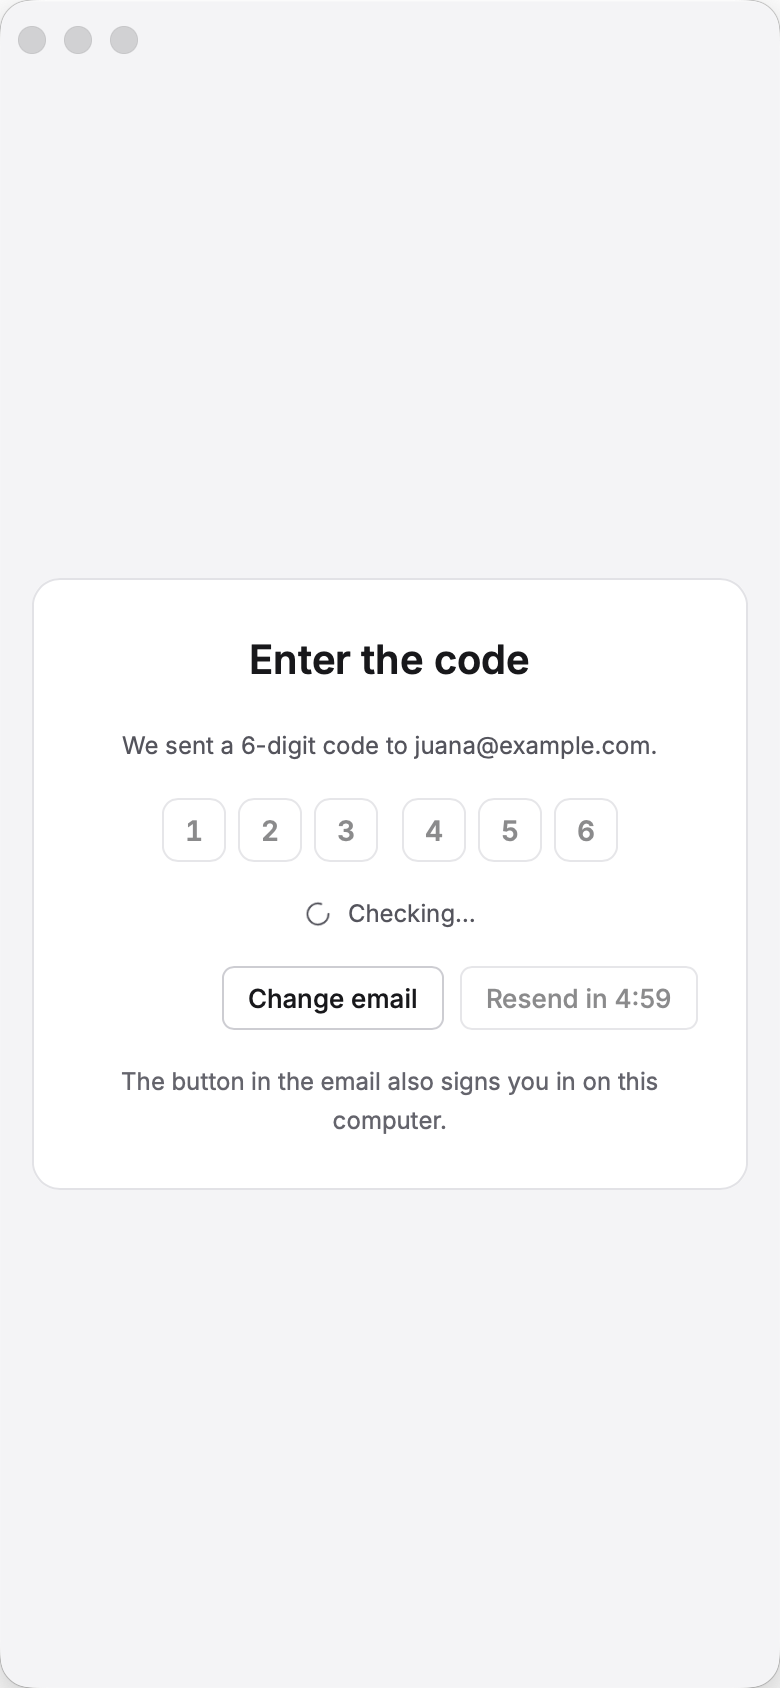 Enter the code
We sent a 6-digit code to juana@example.com.
1 2 3 4 5 6
Checking...
Change email Resend in 4:59
The button in the email also signs you in on this
computer.